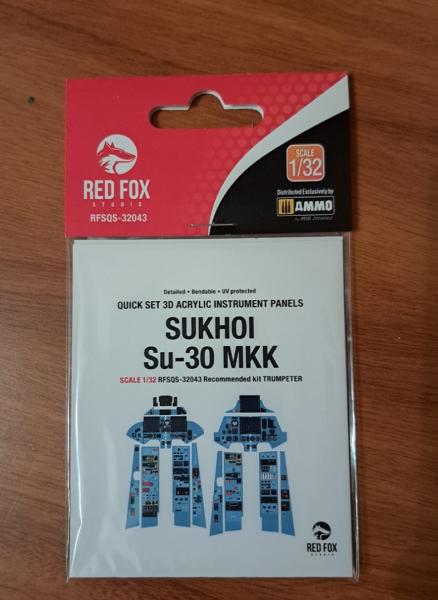 RED FOX
STUDIO
RFSQS-32043
SCALE
1/32
Distributed Exclusively by
AMMO
by MIG Jimenez
Detailed • Bendable • UV protected
QUICK SET 3D ACRYLIC INSTRUMENT PANELS
SUKHOI
Su-30 MKK
SCALE 1/32 RFSQS-32043 Recommended kit TRUMPETER
RED FOX
STUDIO